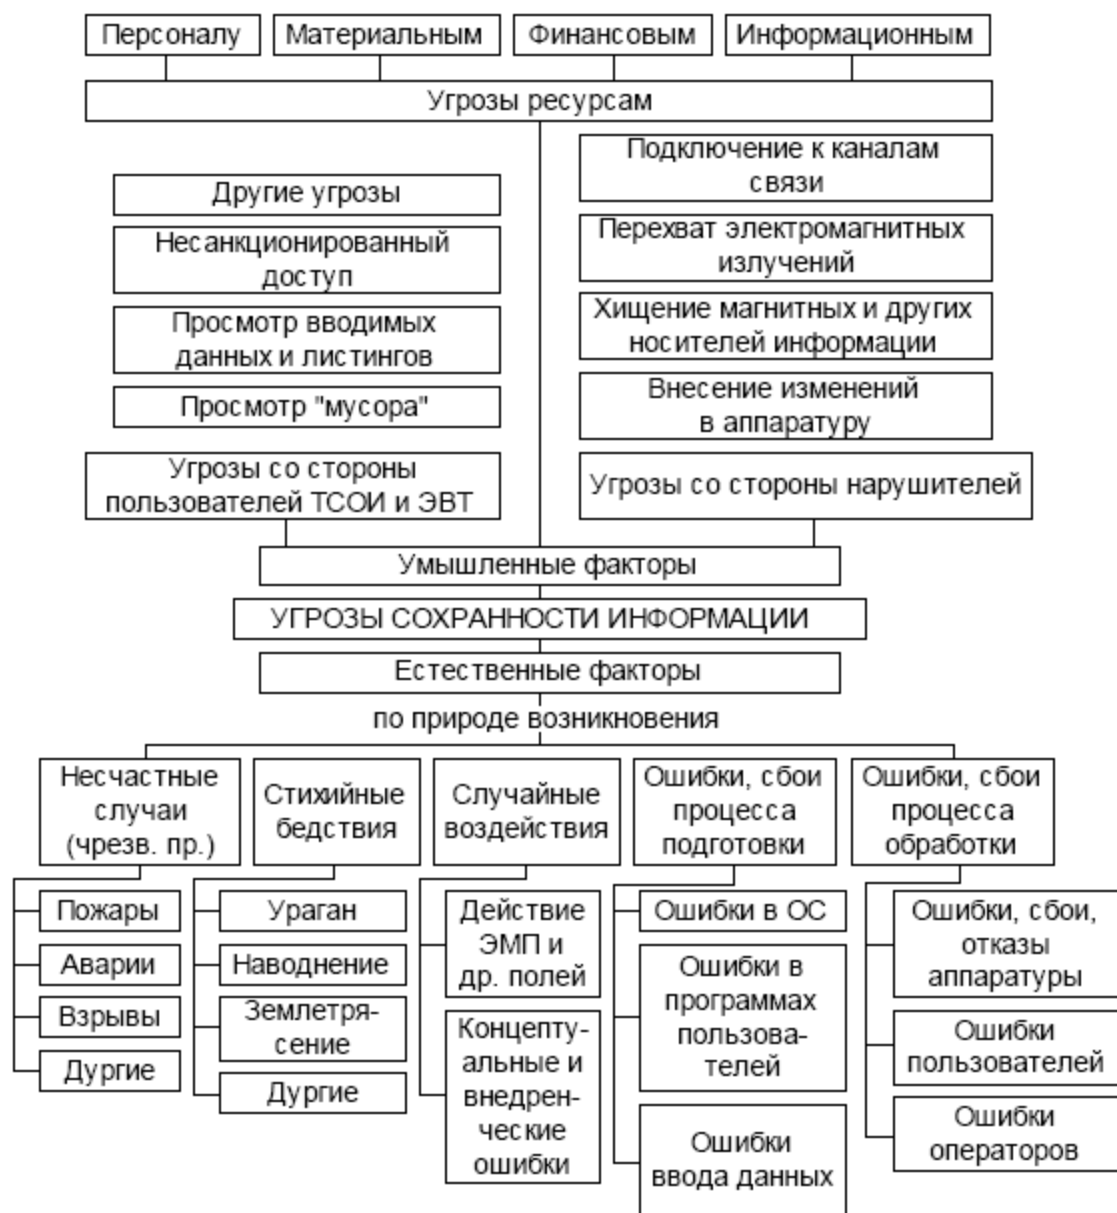 Персоналу
Материальным
Финансовым
Информационным
Угрозы ресурсам
Другие угрозы
Несанкционированный
доступ
Просмотр вводимых
данных и листингов
Просмотр "мусора"
Угрозы со стороны
пользователей ТСОИ и ЭВТ
Подключение к каналам
связи
Перехват электромагнитных
излучений
Хищение магнитных и других
носителей информации
Внесение изменений
в аппаратуру
Угрозы со стороны нарушителей
Умышленные факторы
УГРОЗЫ СОХРАННОСТИ ИНФОРМАЦИИ
Естественные факторы
по природе возникновения
Несчастные
случаи
(чрезв. пр.)
Пожары
Аварии
Взрывы
Дургие
Стихийные
бедствия
Ураган
Наводнение
Землетря-
сение
Дургие
Случайные
воздействия
Действие
ЭМП и
др. полей
Концепту-
альные и
внедрен-
ческие
ошибки
Ошибки, сбои
процесса
подготовки
Ошибки в ОС
Ошибки в
программах
пользова-
телей
Ошибки
ввода данных
Ошибки, сбои
процесса
обработки
Ошибки, сбои,
отказы
аппаратуры
Ошибки
пользователей
Ошибки
операторов